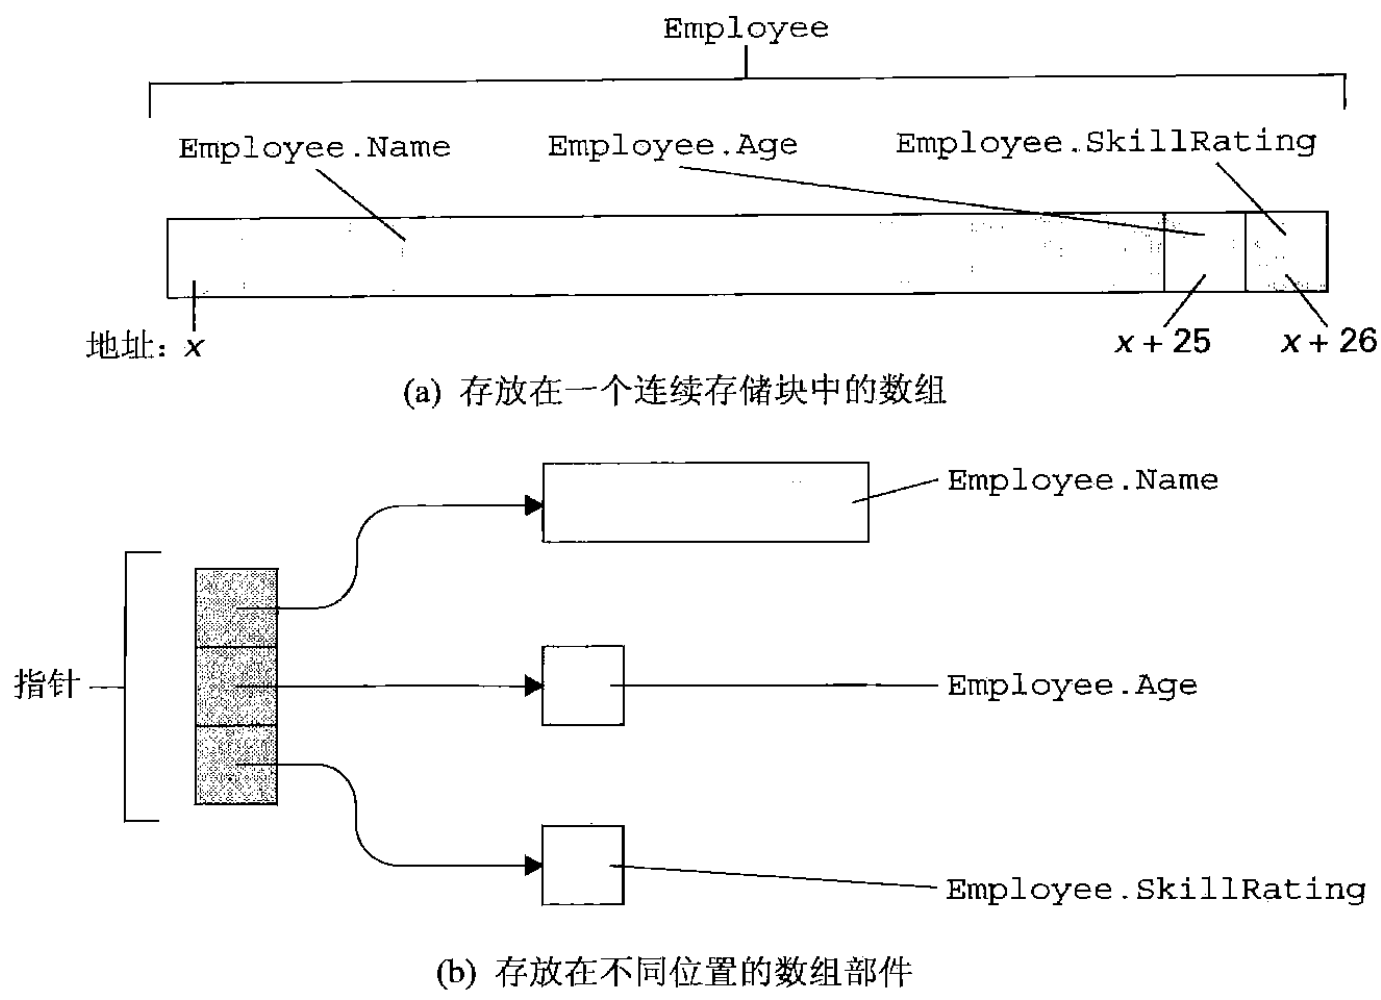 Employee
Employee.Name
Employee.Age
Employee.SkillRating
地址：x
x + 25
x + 26
(a) 存放在一个连续存储块中的数组
Employee.Name
指针
Employee.Age
Employee.SkillRating
(b) 存放在不同位置的数组部件